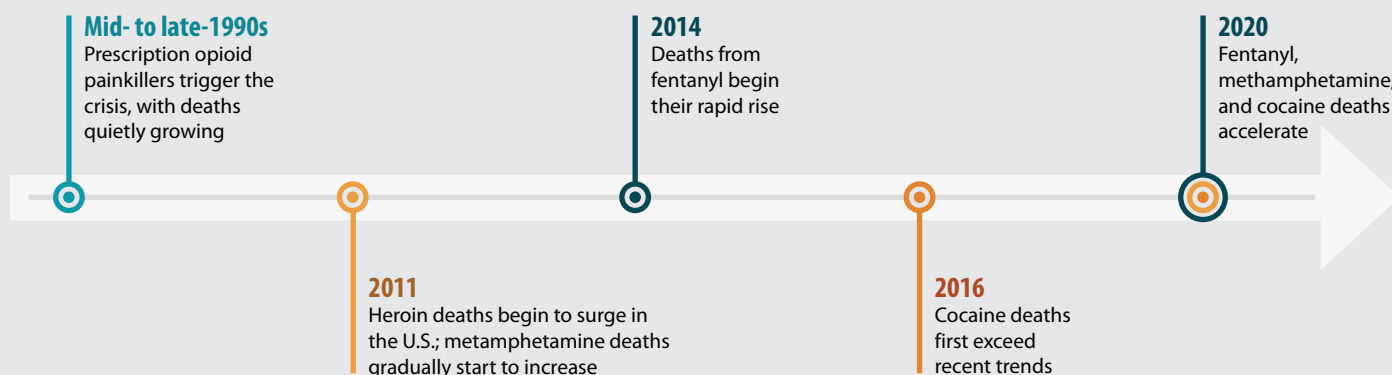 Mid- to late-1990s
Prescription opioid
painkillers trigger the
crisis, with deaths
quietly growing
2011
Heroin deaths begin to surge in
the U.S.; metamphetamine deaths
gradually start to increase
2014
Deaths from
fentanyl begin
their rapid rise
2016
Cocaine deaths
first exceed
recent trends
2020
Fentanyl,
methamphetamine,
and cocaine deaths
accelerate